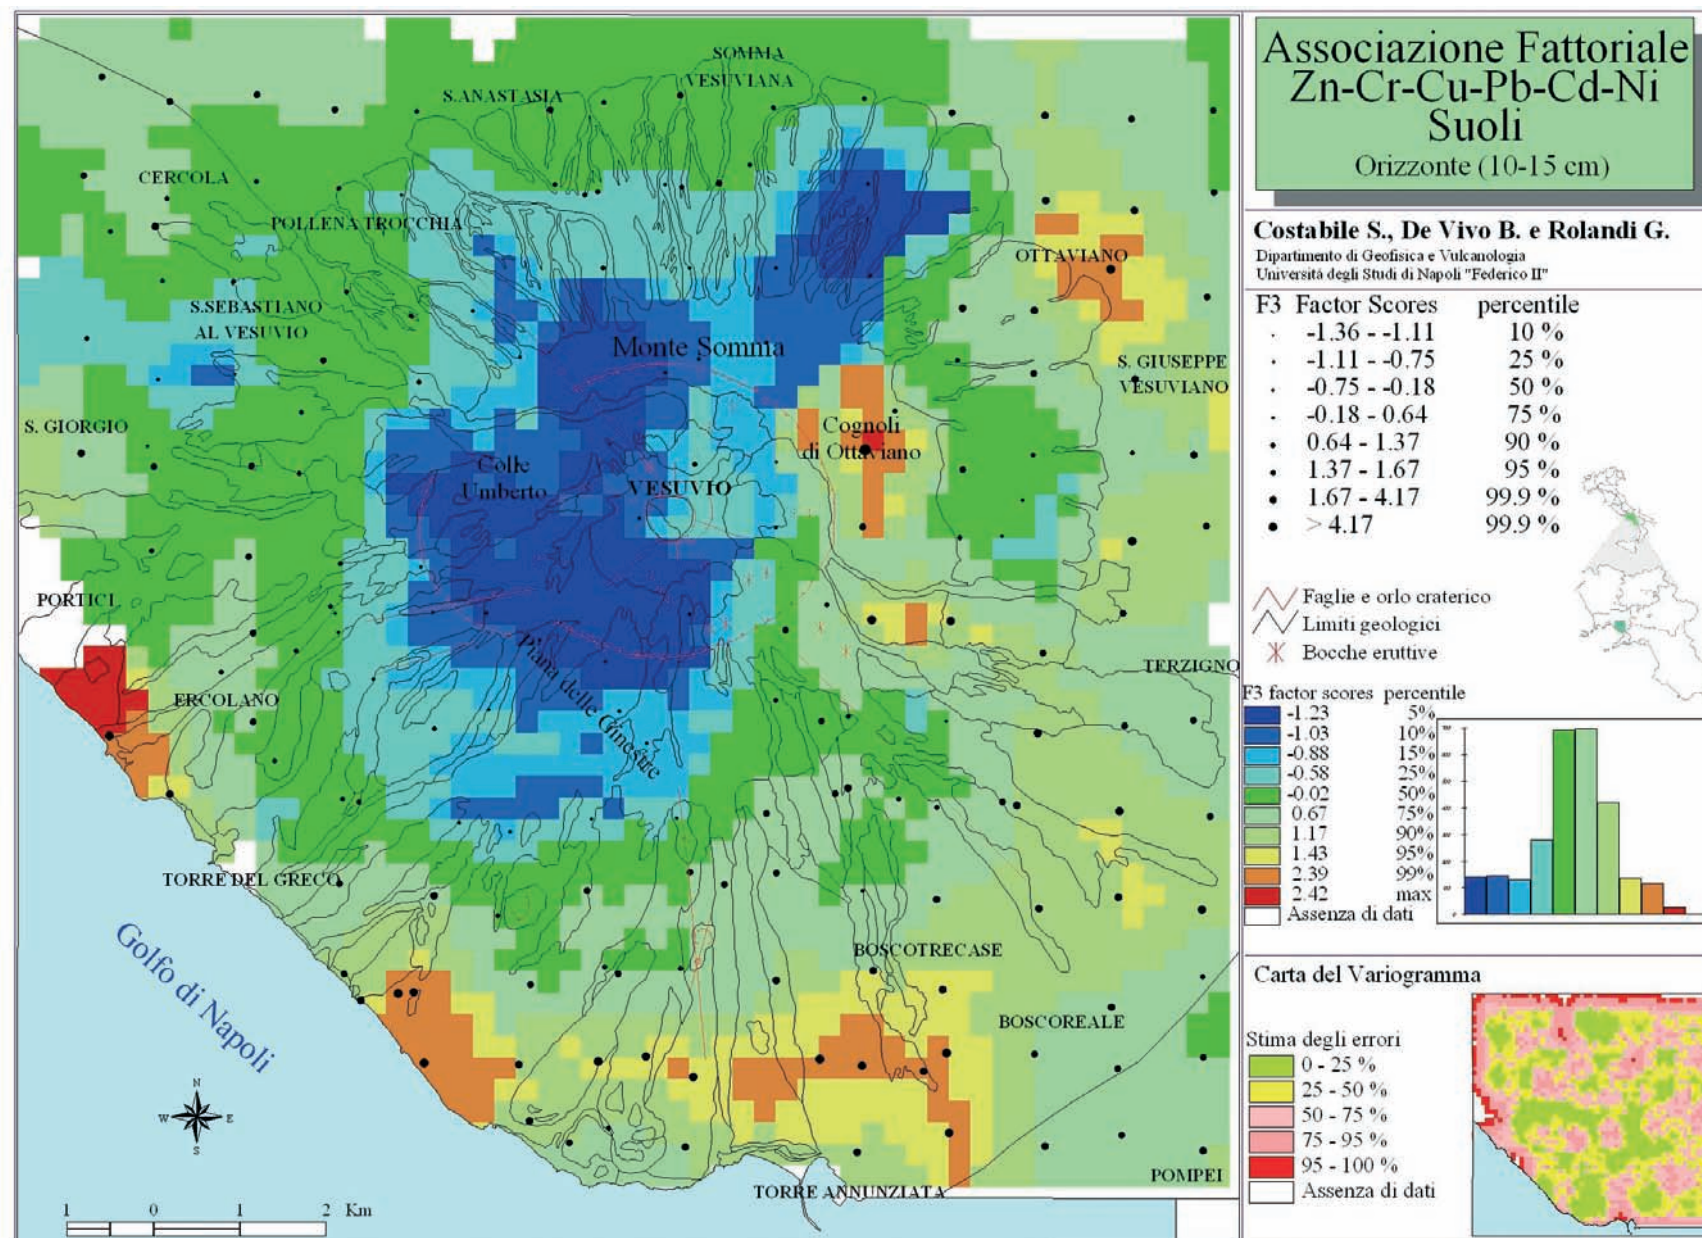 Associazione Fattoriale
Zn-Cr-Cu-Pb-Cd-Ni
Suoli
Orizzonte (10-15 cm)
Costabile S., De Vivo B. e Rolandi G.
Dipartimento di Geofisica e Vulcanologia
Università degli Studi di Napoli "Federico II"
F3 Factor Scores percentile
-1.36 - -1.11 10 %
-1.11 - -0.75 25 %
-0.75 - -0.18 50 %
-0.18 - 0.64 75 %
0.64 - 1.37 90 %
1.37 - 1.67 95 %
1.67 - 4.17 99.9 %
> 4.17 99.9 %
Faglie e orlo craterico
Limiti geologici
Bocche eruttive
F3 factor scores percentile
-1.23 5%
-1.03 10%
-0.88 15%
-0.58 25%
-0.02 50%
0.67 75%
1.17 90%
1.43 95%
2.39 99%
2.42 max
Assenza di dati
Carta del Variogramma
Stima degli errori
0 - 25 %
25 - 50 %
50 - 75 %
75 - 95 %
95 - 100 %
Assenza di dati
SOMMA
VESUVIANA
S.ANASTASIA
CERCOLA
POLLENA TROCCHIA
OTTAVIANO
S.SEBASTIANO
AL VESUVIO
Monte Somma
S. GIUSEPPE
VESUVIANO
S. GIORGIO
Cognoli
di Ottaviano
Colle
Umberto
VESUVIO
PORTICI
Piana delle Ginestre
TERZIGNO
ERCOLANO
TORRE DEL GRECO
Golfo di Napoli
BOSCOTRECASE
BOSCOREALE
POMPEI
TORRE ANNUNZIATA
N
W E
S
1 0 1 2 Km